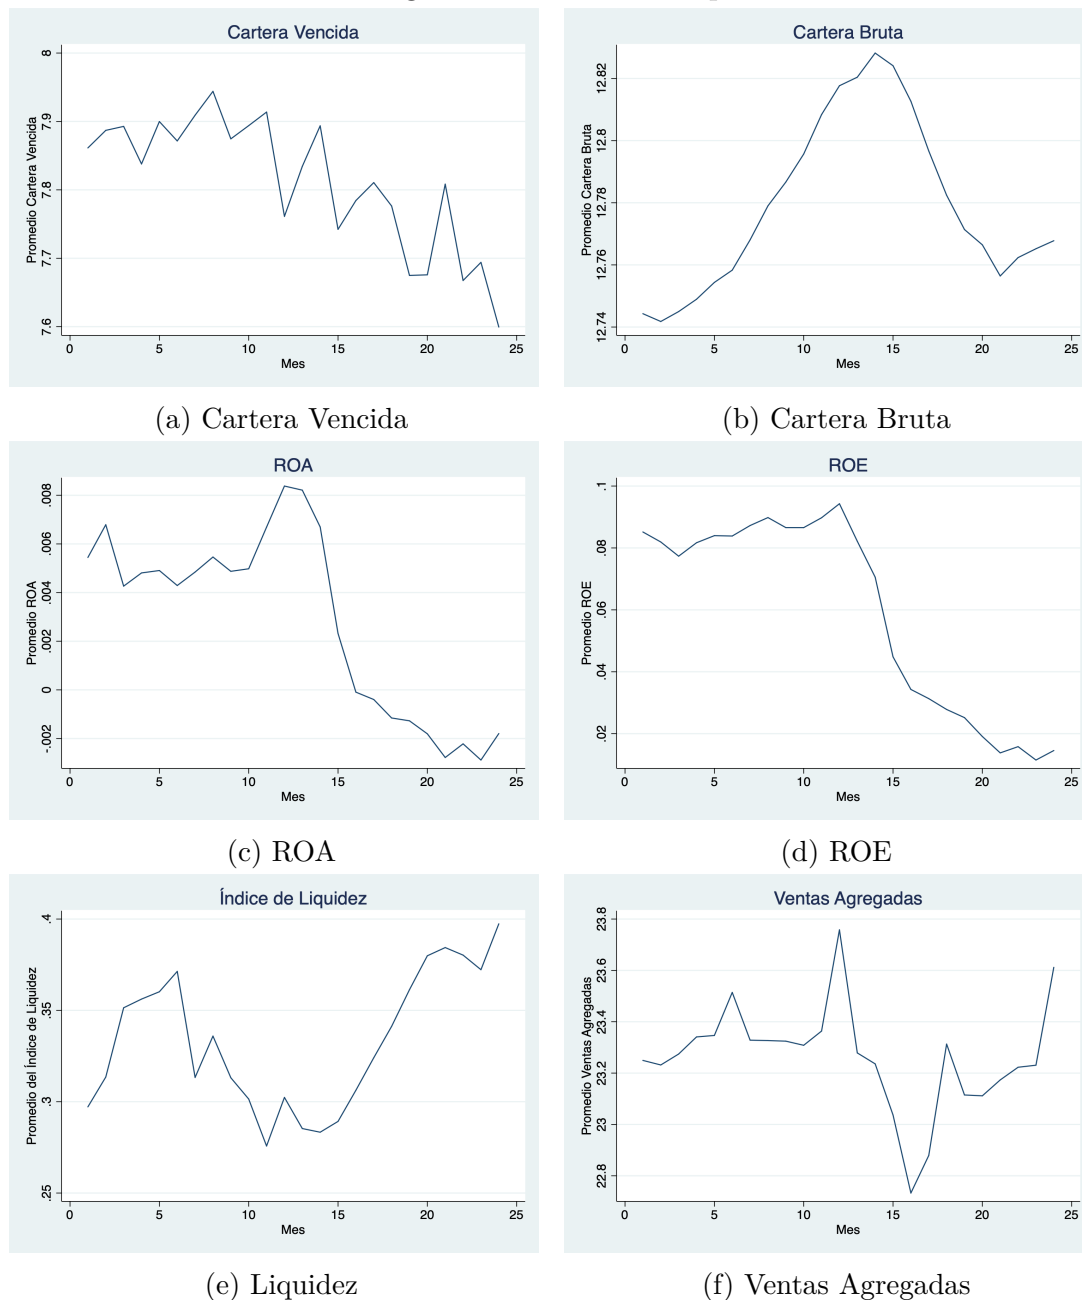 Cartera Vencida
Promedio Cartera Vencida
8
7.9
7.8
7.7
7.6
0 5 10 15 20 25
Mes
(a) Cartera Vencida
Cartera Bruta
Promedio Cartera Bruta
12.82
12.8
12.78
12.76
12.74
0 5 10 15 20 25
Mes
(b) Cartera Bruta
ROA
Promedio ROA
.008
.006
.004
.002
0
-.002
0 5 10 15 20 25
Mes
(c) ROA
ROE
Promedio ROE
.1
.08
.06
.04
.02
0 5 10 15 20 25
Mes
(d) ROE
Índice de Liquidez
Promedio del Índice de Liquidez
.4
.35
.3
.25
0 5 10 15 20 25
Mes
(e) Liquidez
Ventas Agregadas
Promedio Ventas Agregadas
23.8
23.6
23.4
23.2
23
22.8
0 5 10 15 20 25
Mes
(f) Ventas Agregadas